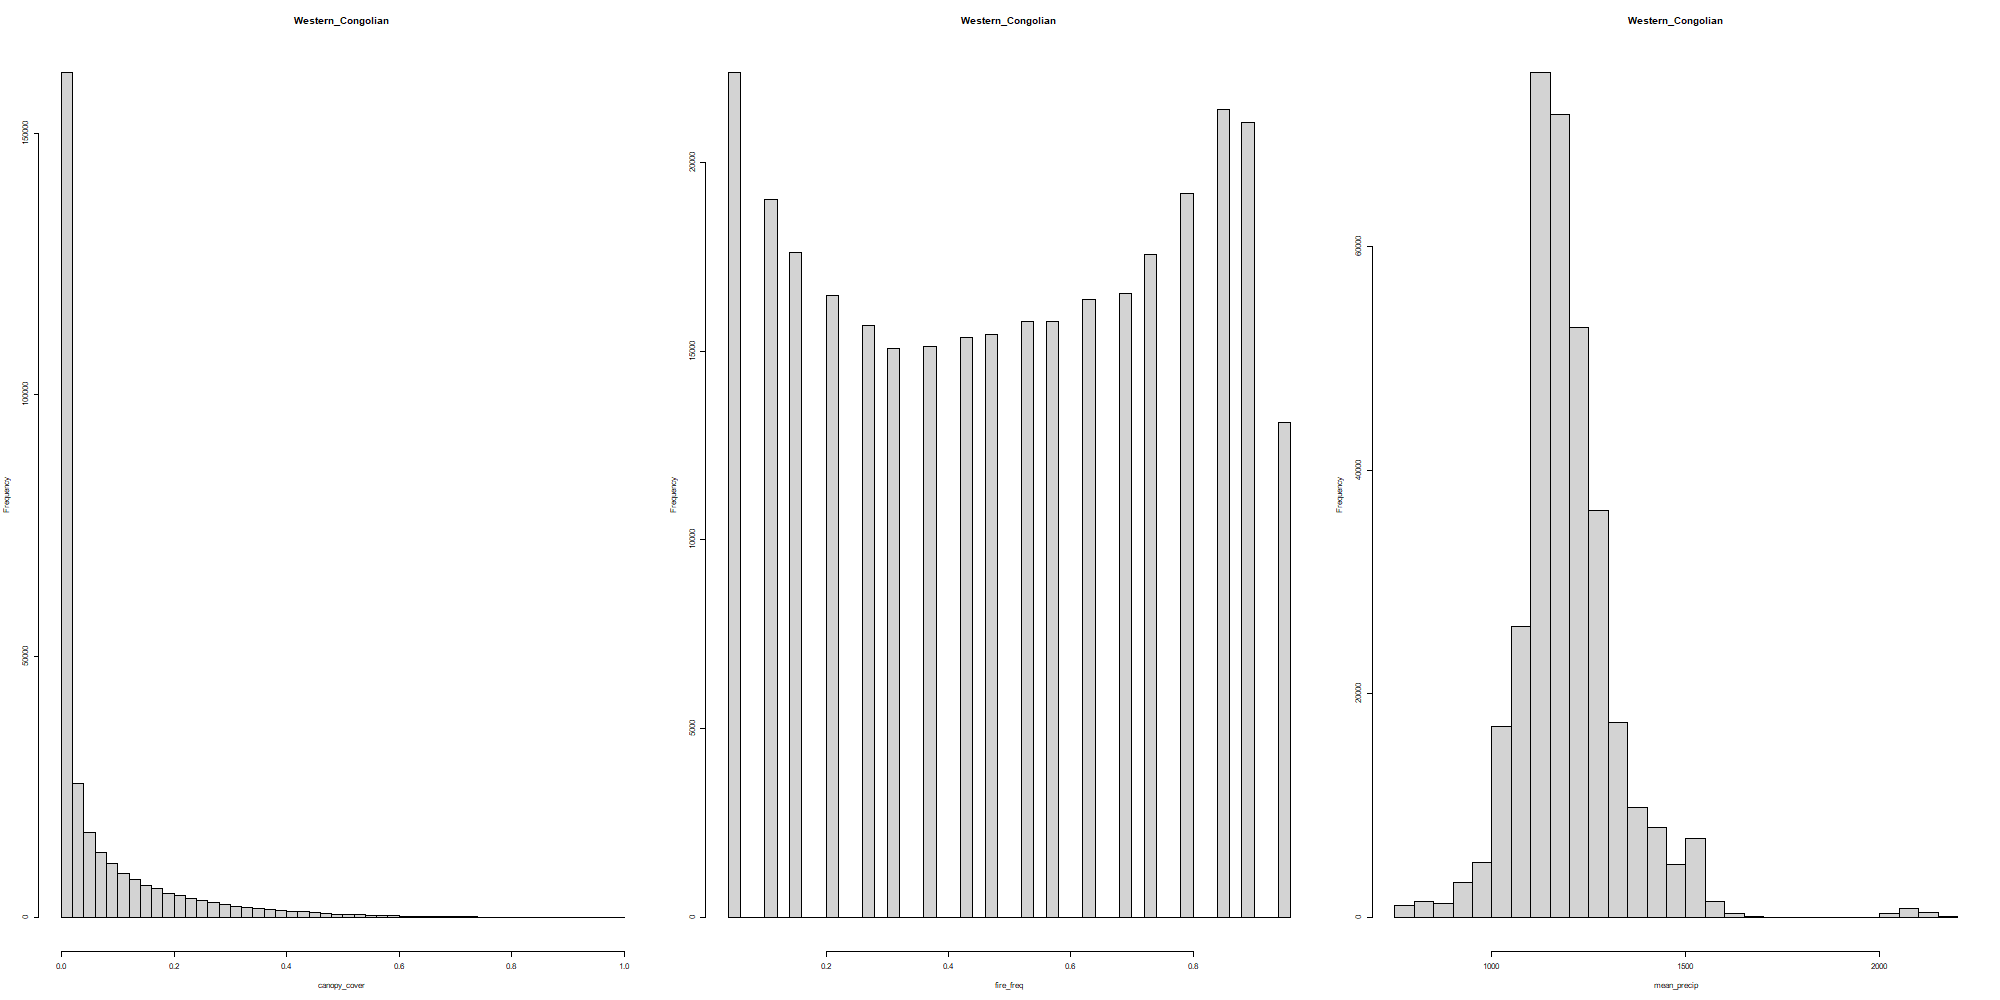 Western_Congolian
Frequency
150000
100000
50000
0
0.0 0.2 0.4 0.6 0.8 1.0
canopy_cover
Western_Congolian
Frequency
20000
15000
10000
5000
0
0.2 0.4 0.6 0.8
fire_freq
Western_Congolian
Frequency
60000
40000
20000
0
1000 1500 2000
mean_precip